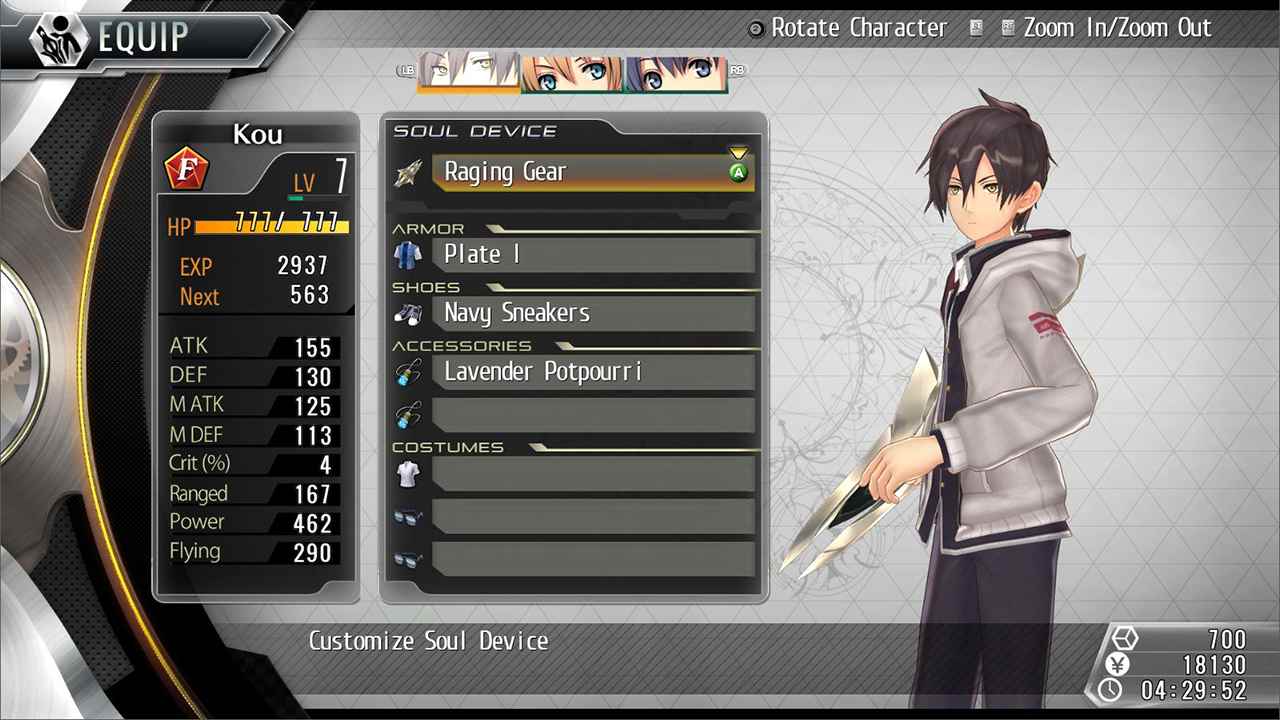 EQUIP
Rotate Character
Zoom In/Zoom Out
LB
RB
Kou
F
LV 7
HP 777/ 777
EXP 2937
Next 563
ATK 155
DEF 130
M ATK 125
M DEF 113
Crit (%) 4
Ranged 167
Power 462
Flying 290
SOUL DEVICE
Raging Gear
A
ARMOR
Plate I
SHOES
Navy Sneakers
ACCESSORIES
Lavender Potpourri
COSTUMES
Customize Soul Device
700
¥ 18130
04:29:52